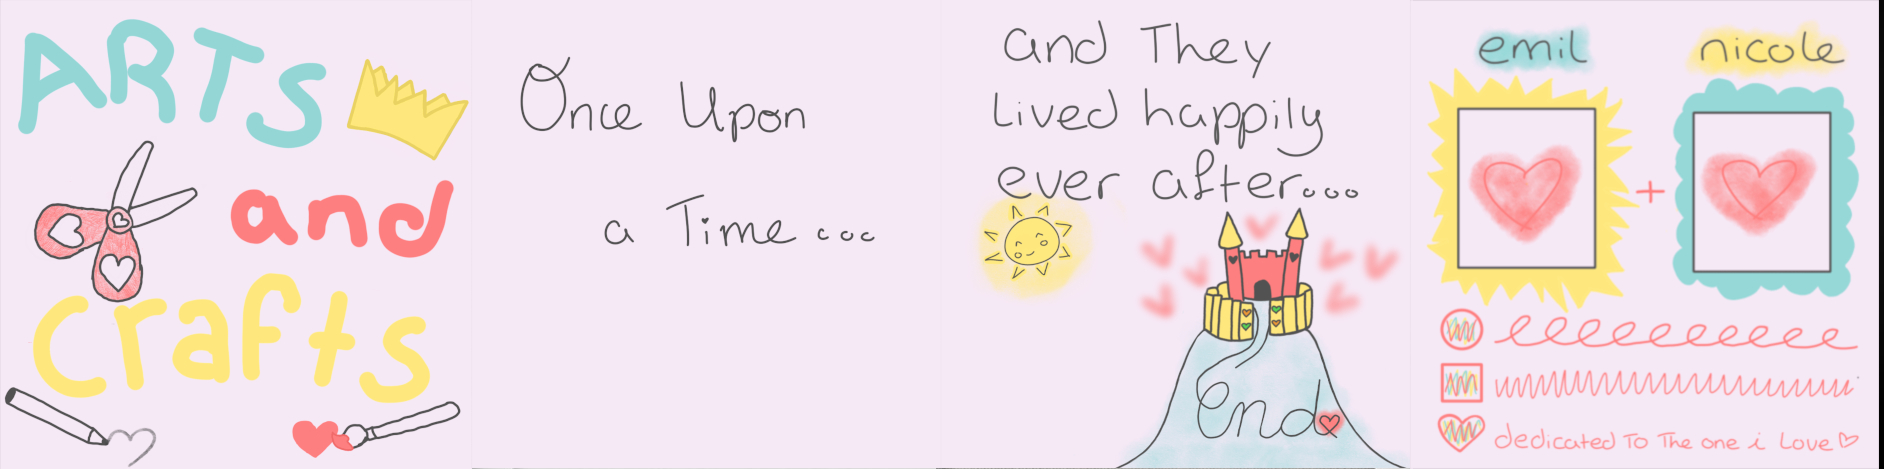 ARTS
and
crafts
Once Upon
a Time...
and They
Lived happily
ever after...
End
emil
nicole
+
dedicated To The one i Love